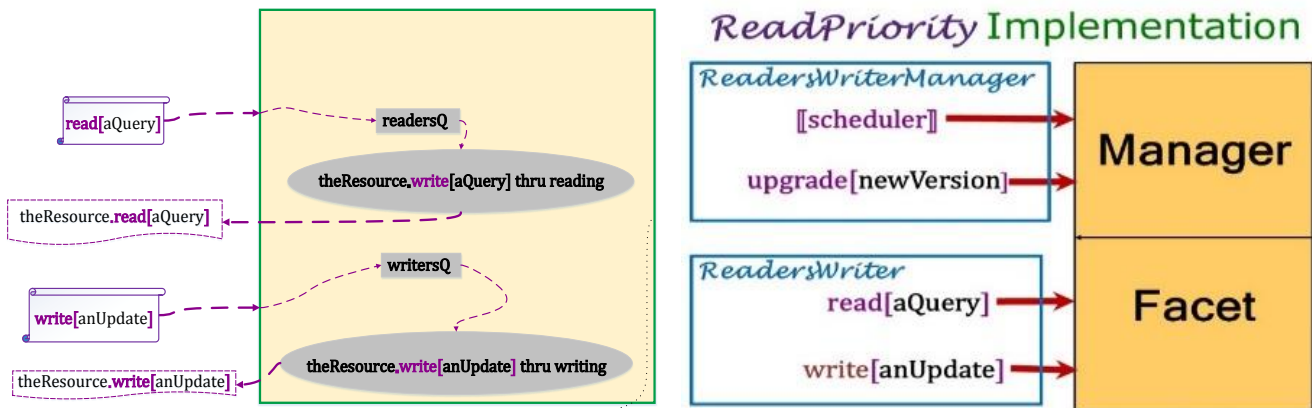 read[aQuery]
readersQ
theResource.write[aQuery] thru reading
theResource.read[aQuery]
writersQ
write[anUpdate]
theResource.write[anUpdate] thru writing
theResource.write[anUpdate]
ReadPriority Implementation
ReadersWriterManager
⟦scheduler⟧
upgrade[newVersion]
Manager
ReadersWriter
read[aQuery]
write[anUpdate]
Facet